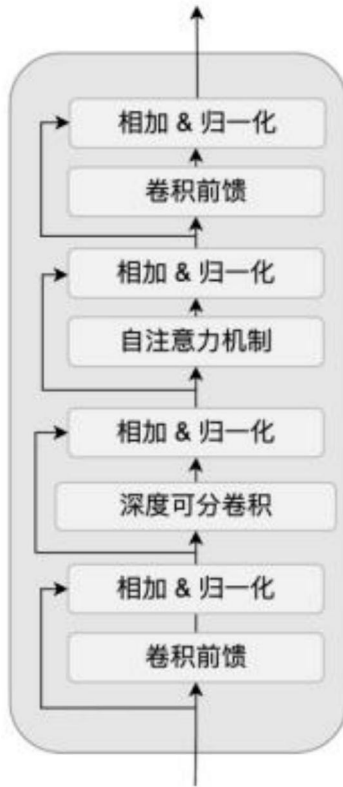 相加 & 归一化
卷积前馈
相加 & 归一化
自注意力机制
相加 & 归一化
深度可分卷积
相加 & 归一化
卷积前馈